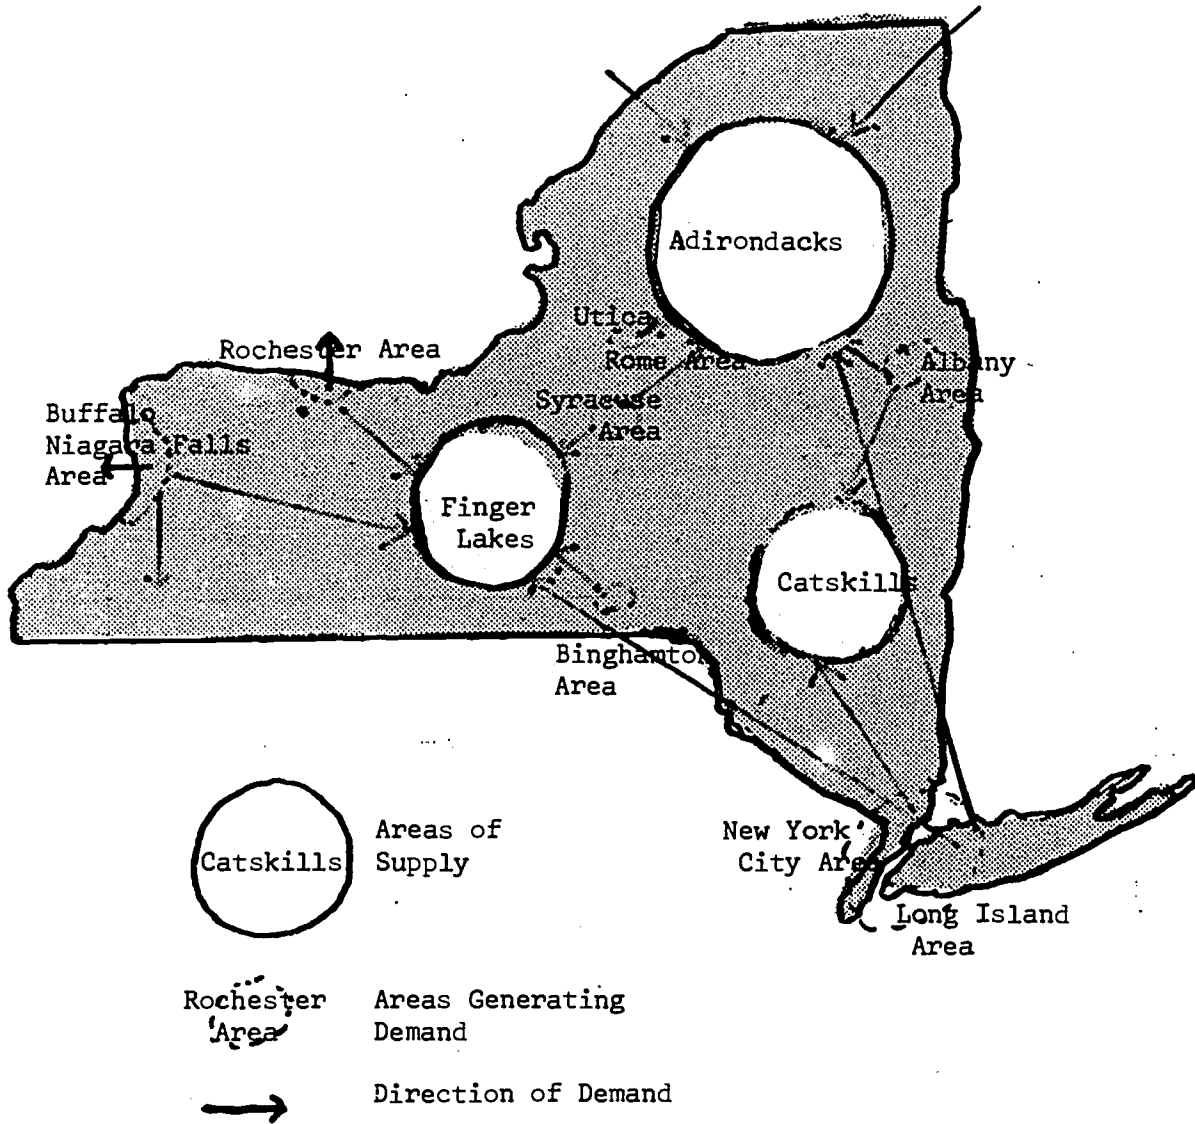 Adirondacks
Utica
Rome Area
Rochester Area
Albany
Area
Syracuse
Area
Buffalo
Niagara Falls
Area
Finger
Lakes
Catskills
Binghamton
Area
New York
City Area
Long Island
Area
Catskills
Areas of
Supply
Rochester
Area
Areas Generating
Demand
Direction of Demand